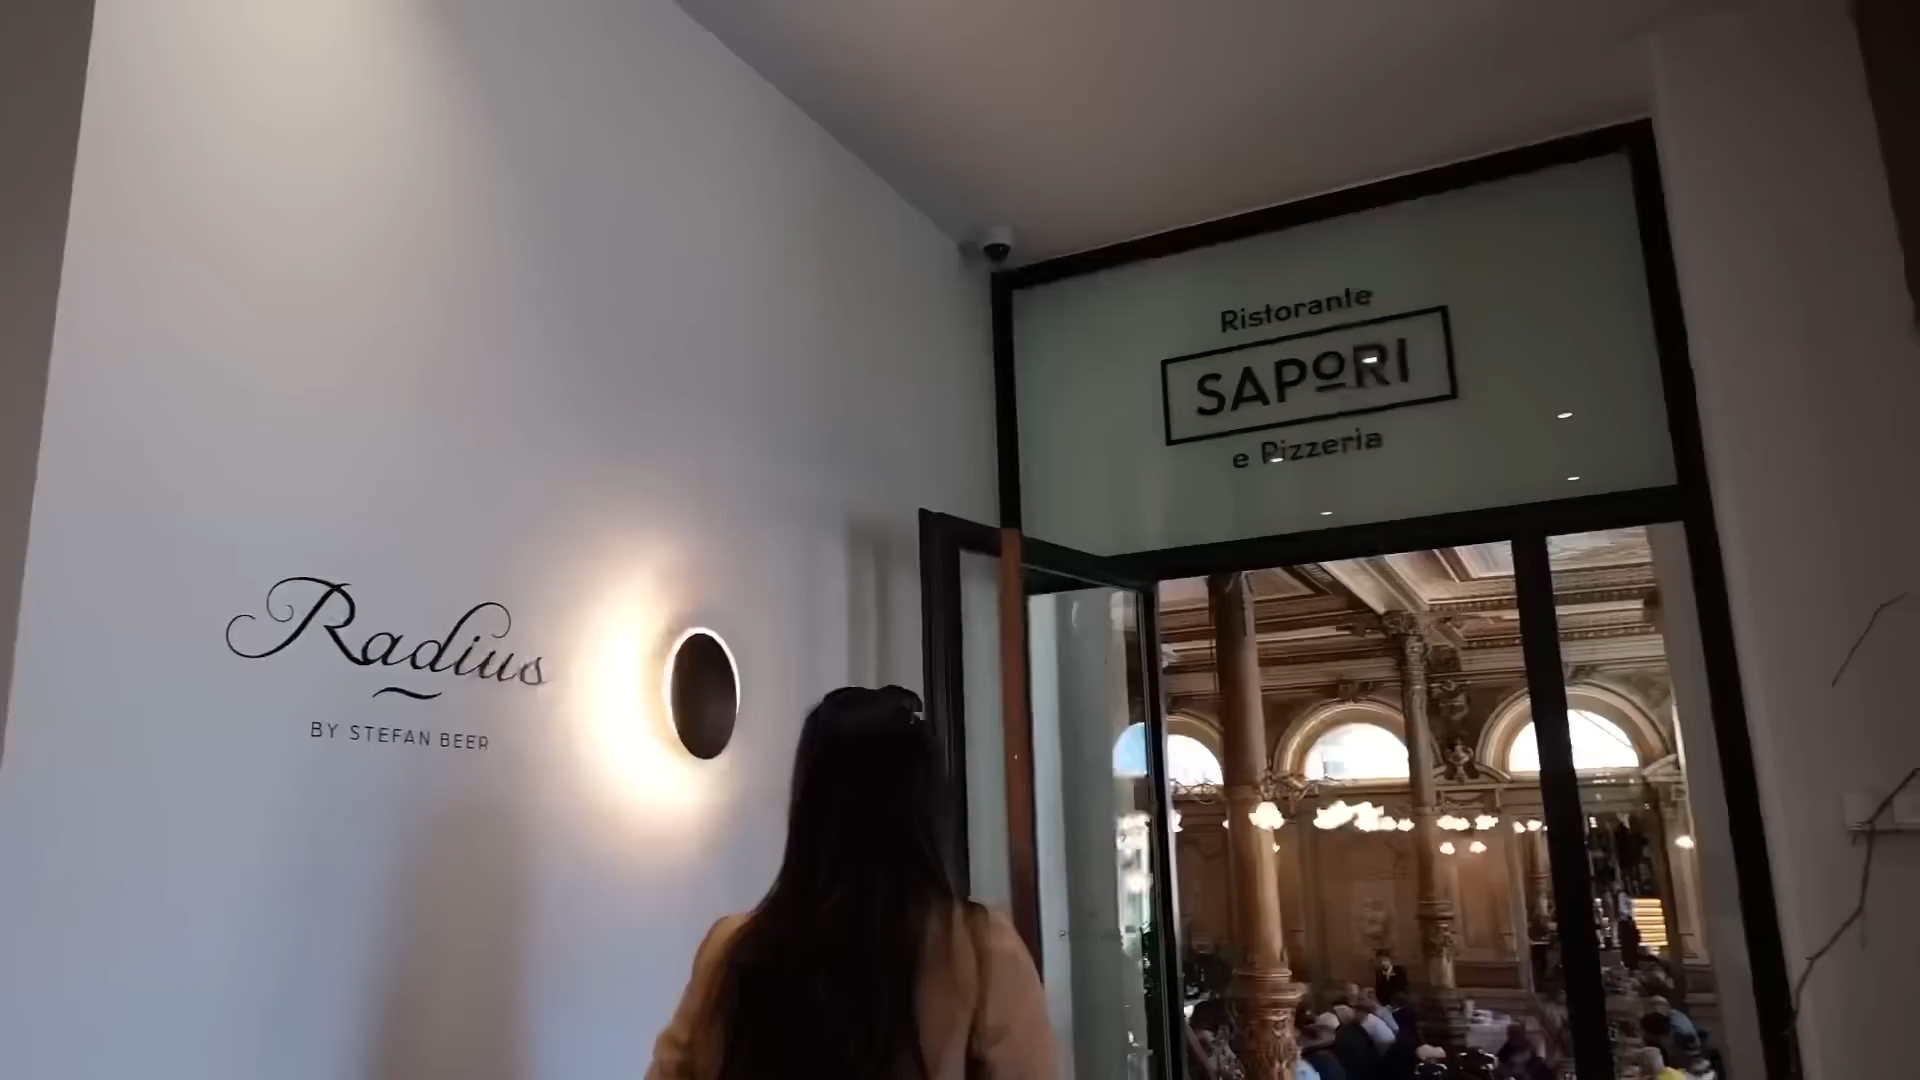 Radius
BY STEFAN BEER
Ristorante
SAPORI
e Pizzeria